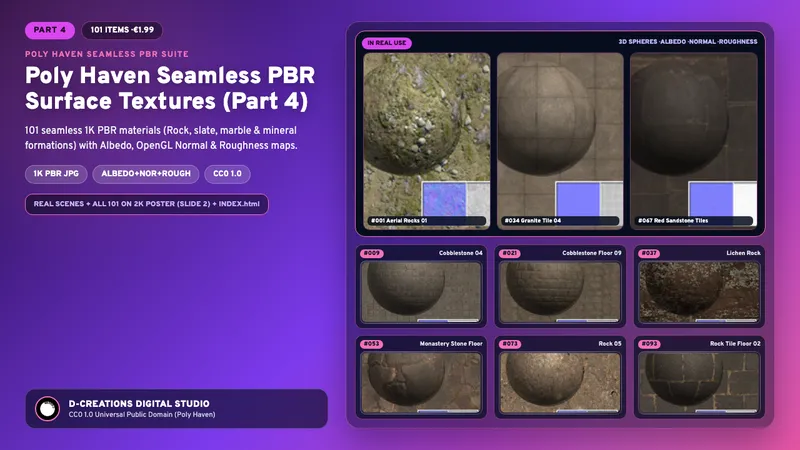 PART 4
101 ITEMS ·€1.99
POLY HAVEN SEAMLESS PBR SUITE
Poly Haven Seamless PBR
Surface Textures (Part 4)
101 seamless 1K PBR materials (Rock, slate, marble & mineral
formations) with Albedo, OpenGL Normal & Roughness maps.
1K PBR JPG
ALBEDO+NOR+ROUGH
CC0 1.0
REAL SCENES + ALL 101 ON 2K POSTER (SLIDE 2) + INDEX.html
D-CREATIONS DIGITAL STUDIO
CC0 1.0 Universal Public Domain (Poly Haven)
IN REAL USE
3D SPHERES ·ALBEDO ·NORMAL ·ROUGHNESS
#001 Aerial Rocks 01
#034 Granite Tile 04
#067 Red Sandstone Tiles
#009
Cobblestone 04
#021
Cobblestone Floor 09
#037
Lichen Rock
#053
Monastery Stone Floor
#073
Rock 05
#093
Rock Tile Floor 02